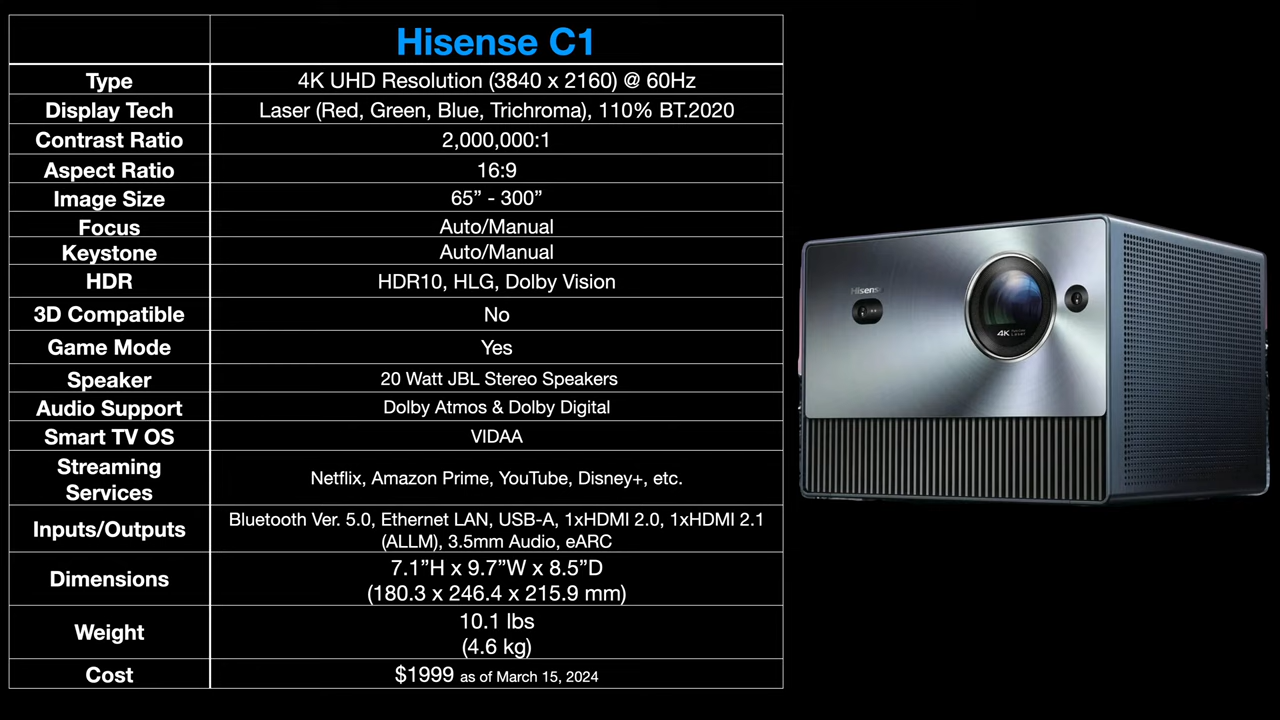 Hisense C1
Type
4K UHD Resolution (3840 x 2160) @ 60Hz
Display Tech
Laser (Red, Green, Blue, Trichroma), 110% BT.2020
Contrast Ratio
2,000,000:1
Aspect Ratio
16:9
Image Size
65” - 300”
Focus
Auto/Manual
Keystone
Auto/Manual
HDR
HDR10, HLG, Dolby Vision
3D Compatible
No
Game Mode
Yes
Speaker
20 Watt JBL Stereo Speakers
Audio Support
Dolby Atmos & Dolby Digital
Smart TV OS
VIDAA
Streaming
Services
Netflix, Amazon Prime, YouTube, Disney+, etc.
Inputs/Outputs
Bluetooth Ver. 5.0, Ethernet LAN, USB-A, 1xHDMI 2.0, 1xHDMI 2.1
(ALLM), 3.5mm Audio, eARC
Dimensions
7.1”H x 9.7”W x 8.5”D
(180.3 x 246.4 x 215.9 mm)
Weight
10.1 lbs
(4.6 kg)
Cost
$1999 as of March 15, 2024
Hisense
4K Laser